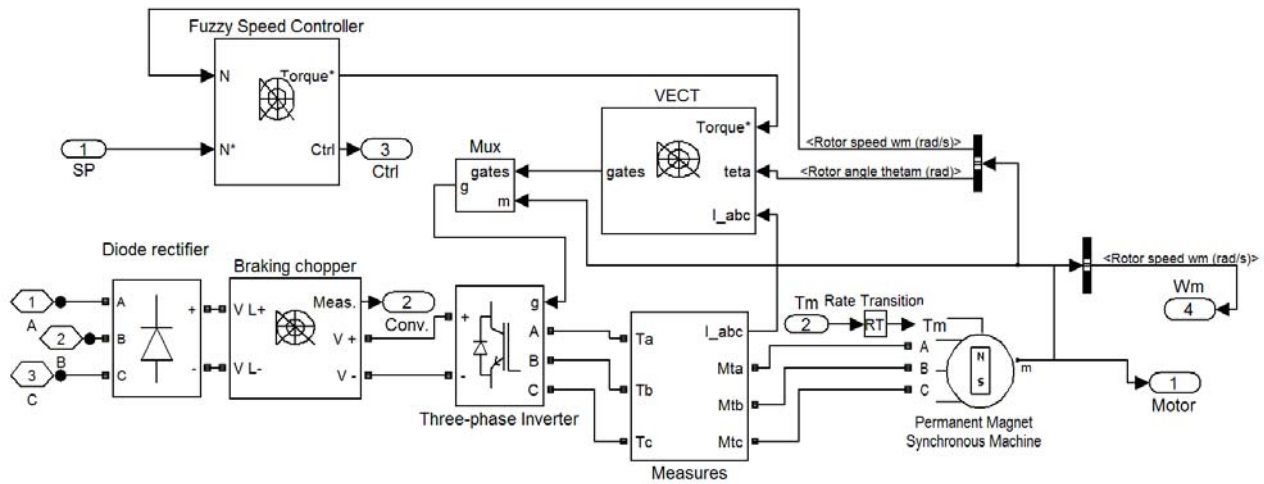 Fuzzy Speed Controller
N
Torque*
N*
Ctrl
1
SP
3
Ctrl
VECT
Torque*
gates
teta
I_abc
Mux
gates
g
m
<Rotor speed wm (rad/s)>
<Rotor angle thetam (rad)>
<Rotor speed wm (rad/s)>
Wm
4
Diode rectifier
A
B
C
+
-
1
A
2
B
3
C
Braking chopper
V L+
V L-
Meas.
V +
V -
2
Conv.
g
+
-
A
B
C
Three-phase Inverter
Ta
Tb
Tc
I_abc
Mta
Mtb
Mtc
Measures
Tm
2
Rate Transition
RT
Tm
A
B
C
N
S
m
Permanent Magnet
Synchronous Machine
1
Motor